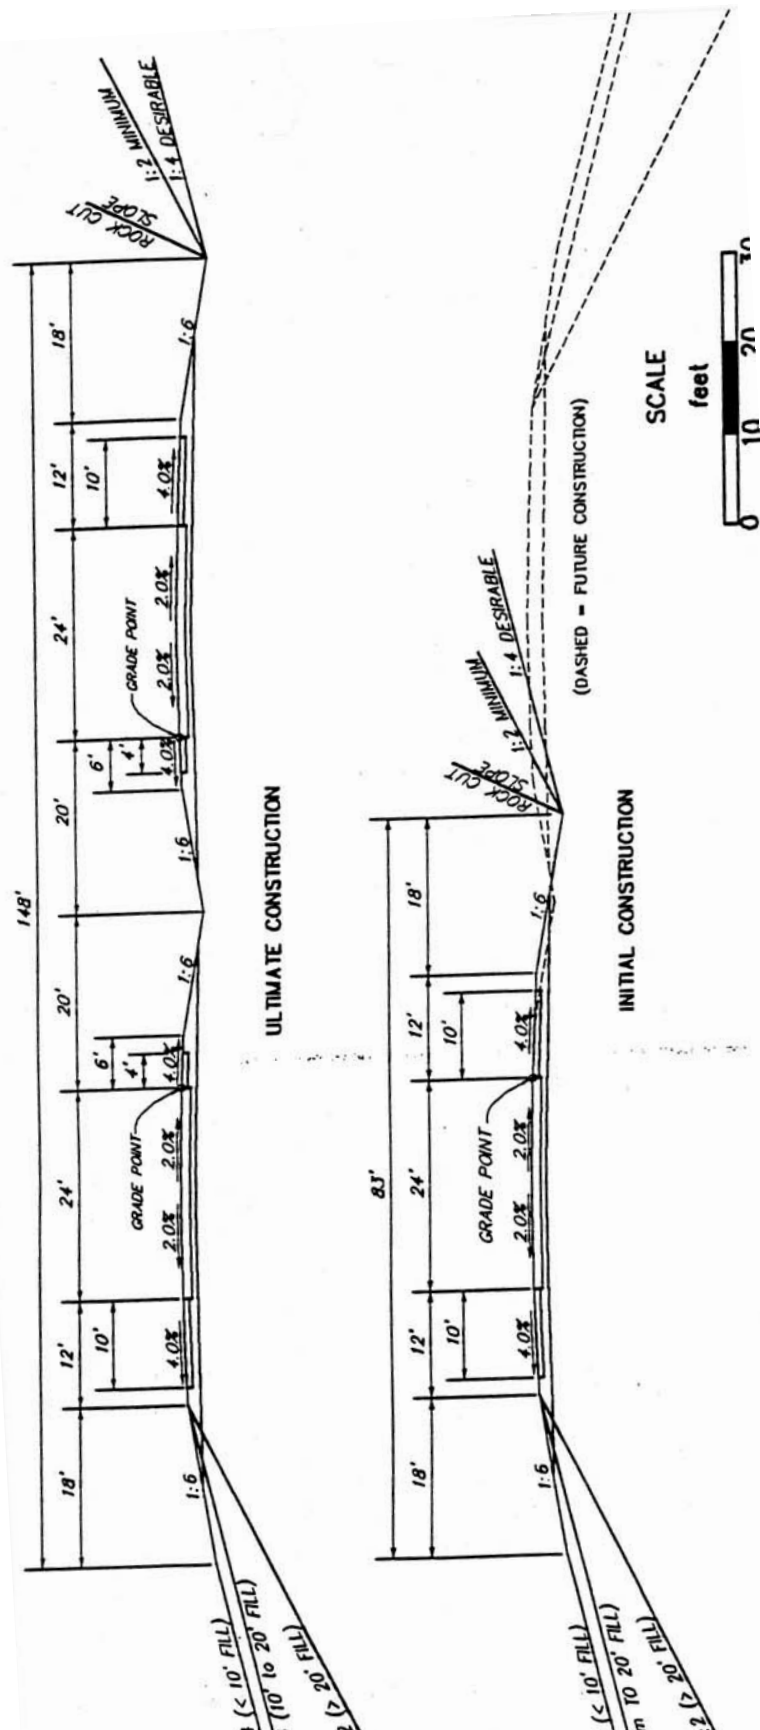 148'
18'
12'
24'
20'
20'
24'
12'
18'
10'
6'
4'
6'
4'
10'
1:6
4.0%
2.0%
2.0%
4.0%
1:6
1:6
4.0%
2.0%
2.0%
4.0%
1:6
GRADE POINT
GRADE POINT
ROCK CUT
SLOPE
1:2 MINIMUM
1:4 DESIRABLE
(< 10' FILL)
(10' to 20' FILL)
(> 20' FILL)
ULTIMATE CONSTRUCTION
83'
18'
12'
24'
12'
18'
10'
10'
1:6
4.0%
2.0%
2.0%
4.0%
1:6
GRADE POINT
ROCK CUT
SLOPE
1:2 MINIMUM
1:4 DESIRABLE
(< 10' FILL)
TO 20' FILL)
(> 20' FILL)
(DASHED = FUTURE CONSTRUCTION)
INITIAL CONSTRUCTION
SCALE
feet
0 10 20 30